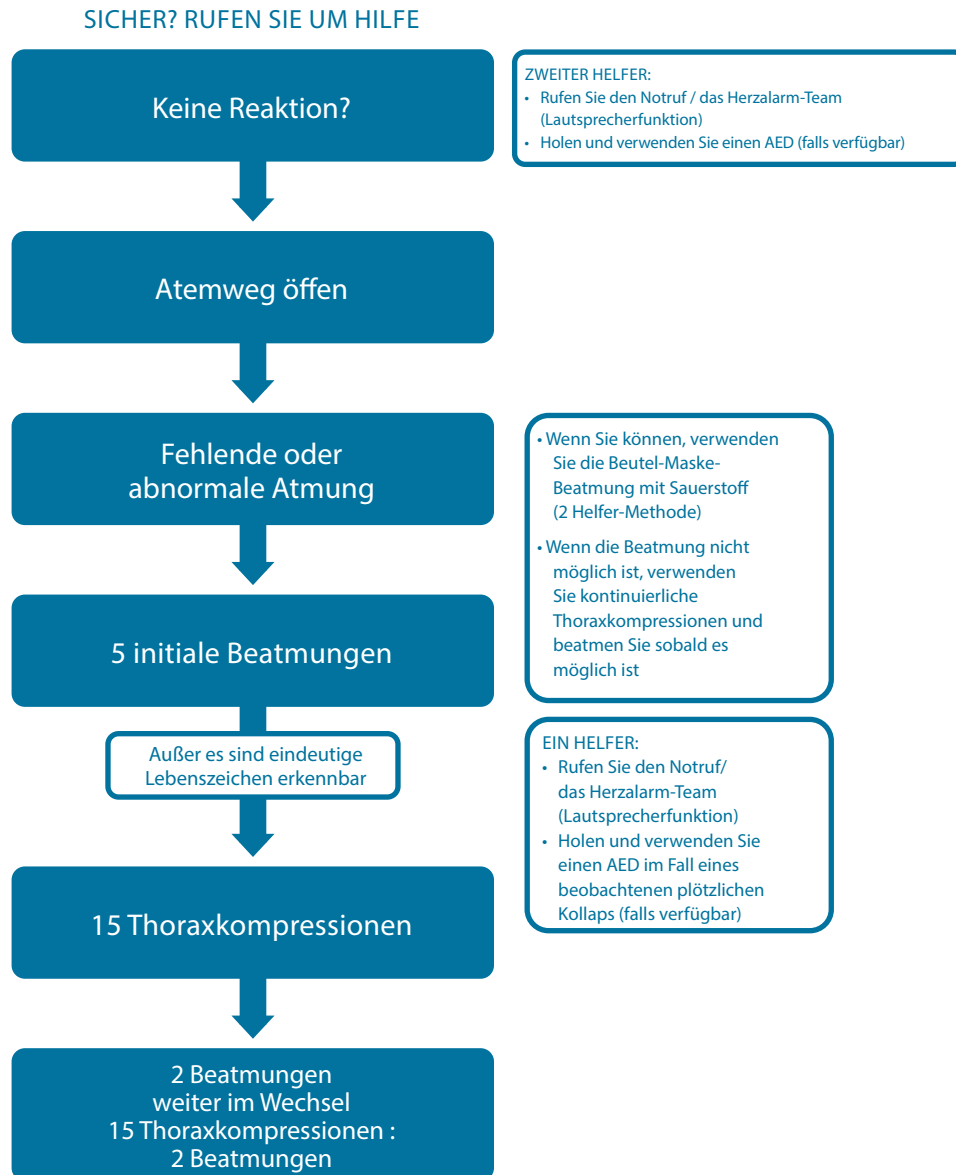 SICHER? RUFEN SIE UM HILFE
Keine Reaktion?
ZWEITER HELFER:
• Rufen Sie den Notruf / das Herzalarm-Team
(Lautsprecherfunktion)
• Holen und verwenden Sie einen AED (falls verfügbar)
Atemweg öffen
Fehlende oder
abnormale Atmung
• Wenn Sie können, verwenden
Sie die Beutel-Maske-
Beatmung mit Sauerstoff
(2 Helfer-Methode)
• Wenn die Beatmung nicht
möglich ist, verwenden
Sie kontinuierliche
Thoraxkompressionen und
beatmen Sie sobald es
möglich ist
5 initiale Beatmungen
Außer es sind eindeutige
Lebenszeichen erkennbar
EIN HELFER:
• Rufen Sie den Notruf/
das Herzalarm-Team
(Lautsprecherfunktion)
• Holen und verwenden Sie
einen AED im Fall eines
beobachtenen plötzlichen
Kollaps (falls verfügbar)
15 Thoraxkompressionen
2 Beatmungen
weiter im Wechsel
15 Thoraxkompressionen :
2 Beatmungen